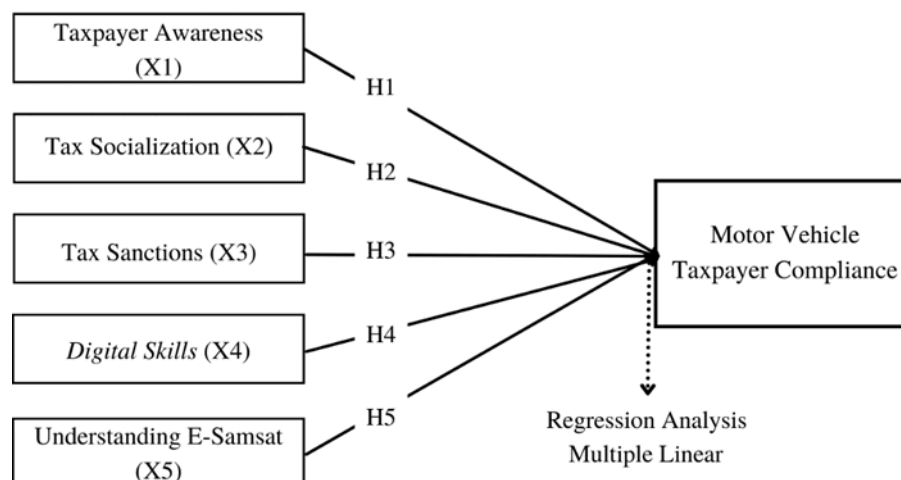 Taxpayer Awareness
(X1)
H1
Tax Socialization (X2)
H2
Tax Sanctions (X3)
H3
Digital Skills (X4)
H4
Understanding E-Samsat
(X5)
H5
Motor Vehicle
Taxpayer Compliance
Regression Analysis
Multiple Linear